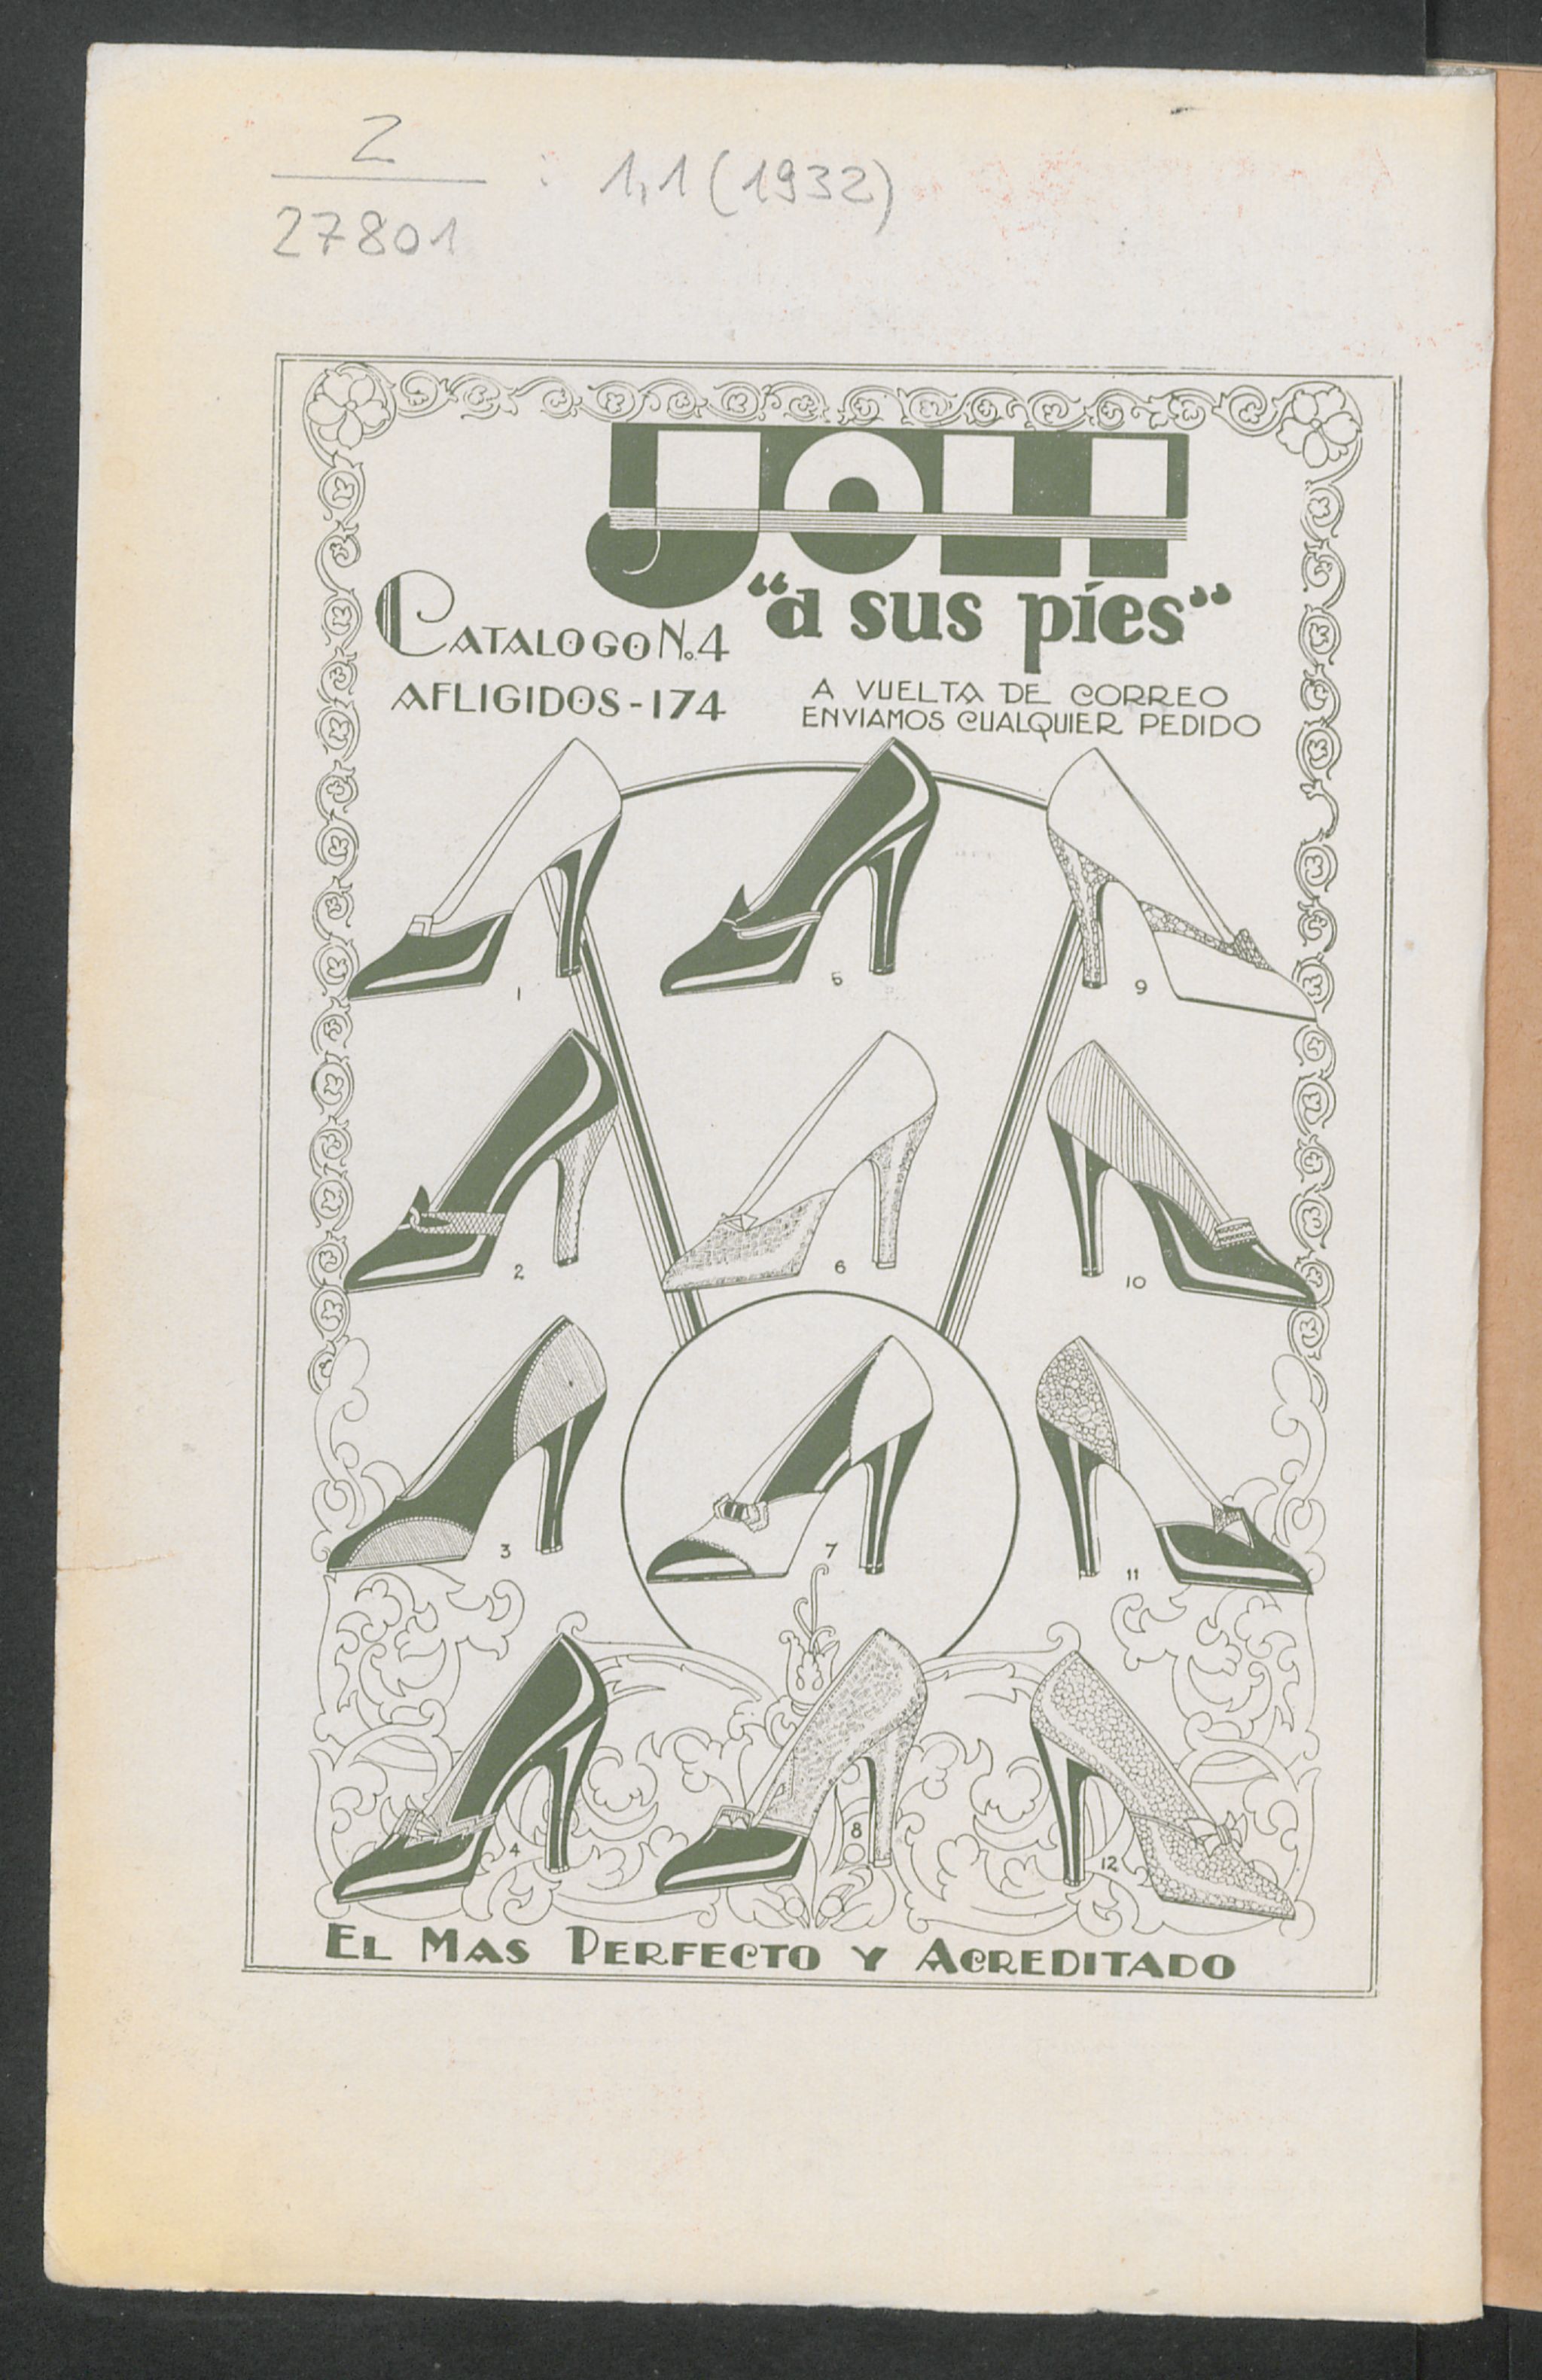 Z : 1,1 (1932)
27801
JOLI
"a sus píes"
CATALOGO No. 4
AFLIGIDOS - 174
A VUELTA DE CORREO
ENVIAMOS CUALQUIER PEDIDO
1 5 9
2 6 10
3 7 11
4 8 12
EL MAS PERFECTO Y ACREDITADO